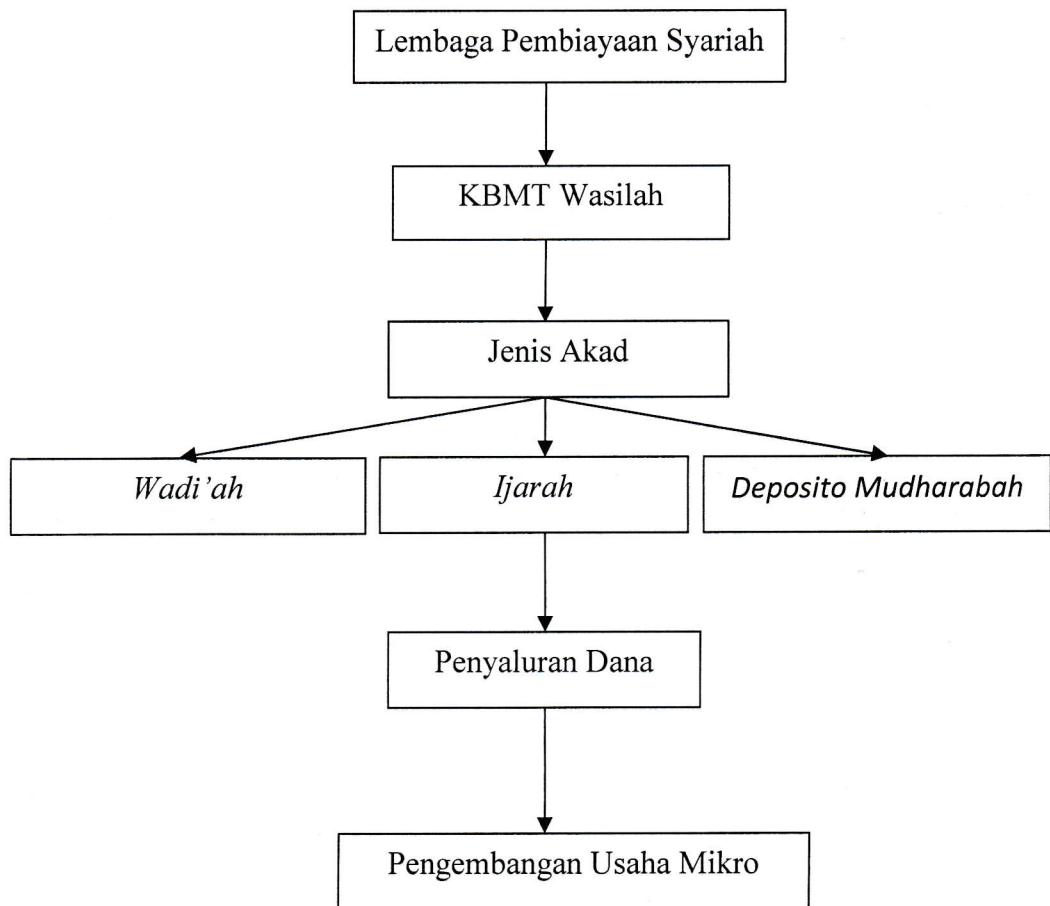 Lembaga Pembiayaan Syariah
KBMT Wasilah
Jenis Akad
Wadi’ah
Ijarah
Deposito Mudharabah
Penyaluran Dana
Pengembangan Usaha Mikro